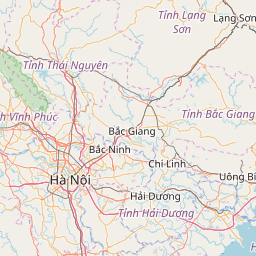 Tỉnh Lạng
Sơn
Lạng Sơn
Tỉnh Thái Nguyên
Tỉnh Bắc Giang
Vĩnh Phúc
Bắc Giang
Bắc Ninh
Chí Linh
Hà Nội
Uông Bí
Hải Dương
Tỉnh Hải Dương